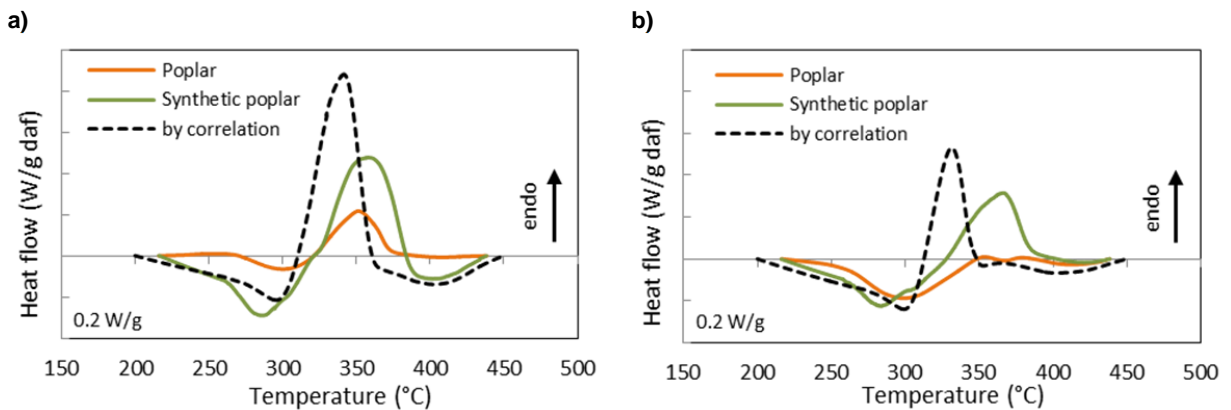 a)
Poplar
Synthetic poplar
by correlation
Heat flow (W/g daf)
endo
0.2 W/g
150 200 250 300 350 400 450 500
Temperature (°C)
b)
Poplar
Synthetic poplar
by correlation
Heat flow (W/g daf)
endo
0.2 W/g
150 200 250 300 350 400 450 500
Temperature (°C)